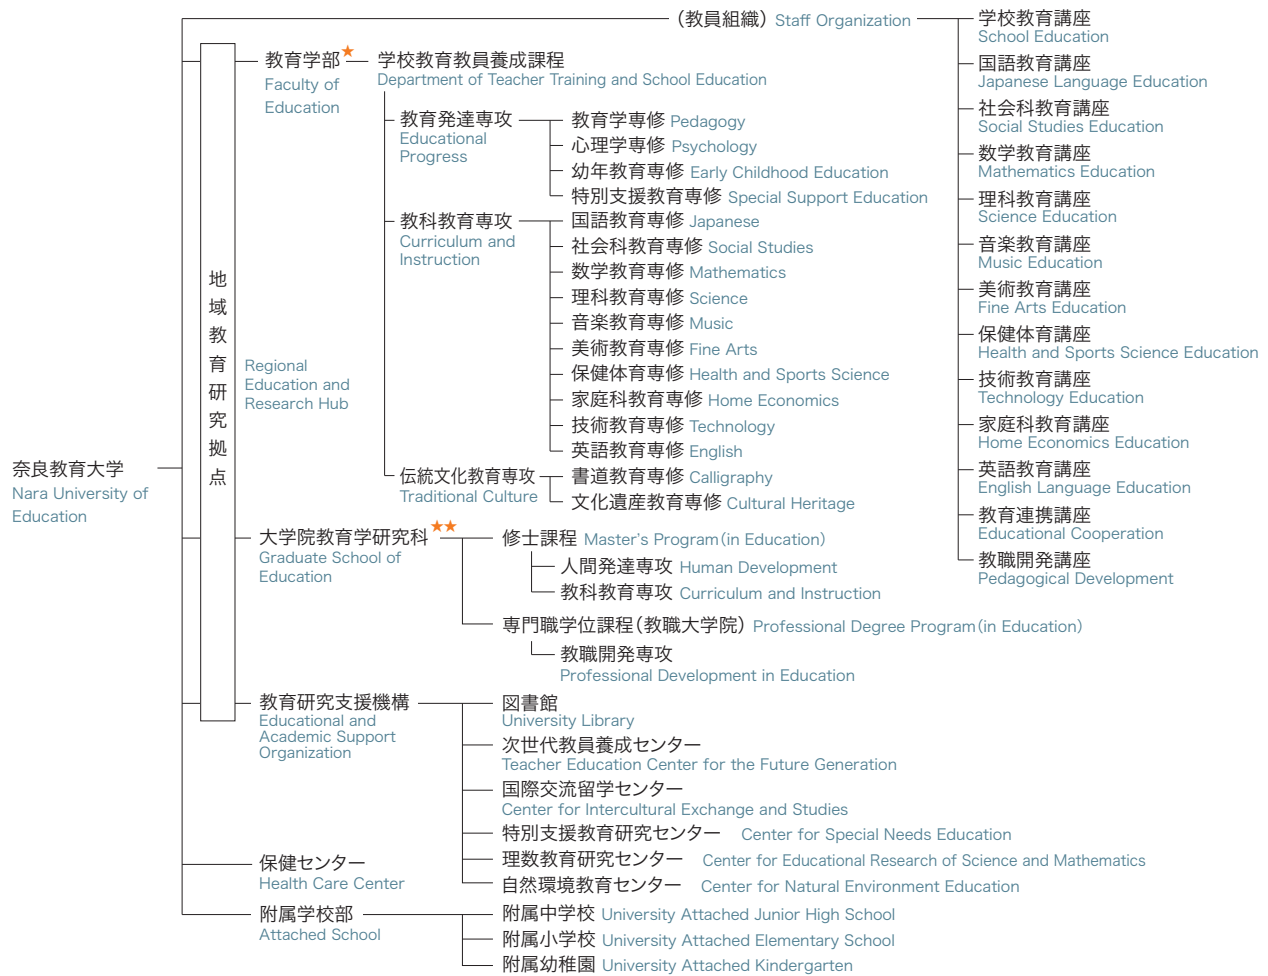 奈良教育大学
Nara University of
Education
地域教育研究拠点
Regional
Education and
Research Hub
(教員組織) Staff Organization
学校教育講座
School Education
国語教育講座
Japanese Language Education
社会科教育講座
Social Studies Education
数学教育講座
Mathematics Education
理科教育講座
Science Education
音楽教育講座
Music Education
美術教育講座
Fine Arts Education
保健体育講座
Health and Sports Science Education
技術教育講座
Technology Education
家庭科教育講座
Home Economics Education
英語教育講座
English Language Education
教育連携講座
Educational Cooperation
教職開発講座
Pedagogical Development
教育学部★
Faculty of
Education
学校教育教員養成課程
Department of Teacher Training and School Education
教育発達専攻
Educational
Progress
教育学専修 Pedagogy
心理学専修 Psychology
幼年教育専修 Early Childhood Education
特別支援教育専修 Special Support Education
教科教育専攻
Curriculum and
Instruction
国語教育専修 Japanese
社会科教育専修 Social Studies
数学教育専修 Mathematics
理科教育専修 Science
音楽教育専修 Music
美術教育専修 Fine Arts
保健体育専修 Health and Sports Science
家庭科教育専修 Home Economics
技術教育専修 Technology
英語教育専修 English
伝統文化教育専攻
Traditional Culture
書道教育専修 Calligraphy
文化遺産教育専修 Cultural Heritage
大学院教育学研究科★★
Graduate School of
Education
修士課程 Master's Program(in Education)
人間発達専攻 Human Development
教科教育専攻 Curriculum and Instruction
専門職学位課程(教職大学院) Professional Degree Program(in Education)
教職開発専攻
Professional Development in Education
教育研究支援機構
Educational and
Academic Support
Organization
図書館
University Library
次世代教員養成センター
Teacher Education Center for the Future Generation
国際交流留学センター
Center for Intercultural Exchange and Studies
特別支援教育研究センター Center for Special Needs Education
理数教育研究センター Center for Educational Research of Science and Mathematics
自然環境教育センター Center for Natural Environment Education
保健センター
Health Care Center
附属学校部
Attached School
附属中学校 University Attached Junior High School
附属小学校 University Attached Elementary School
附属幼稚園 University Attached Kindergarten